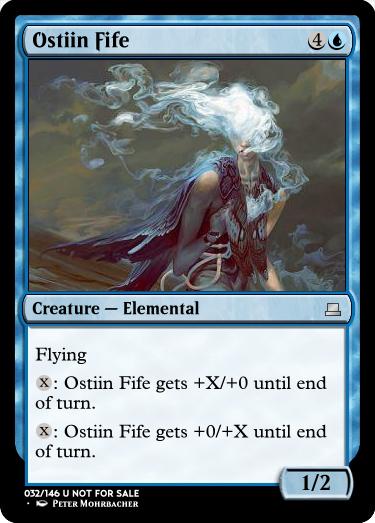 Ostiin Fife 4
Creature — Elemental
Flying
X: Ostiin Fife gets +X/+0 until end
of turn.
X: Ostiin Fife gets +0/+X until end
of turn.
1/2
032/146 U NOT FOR SALE
· Peter Mohrbacher